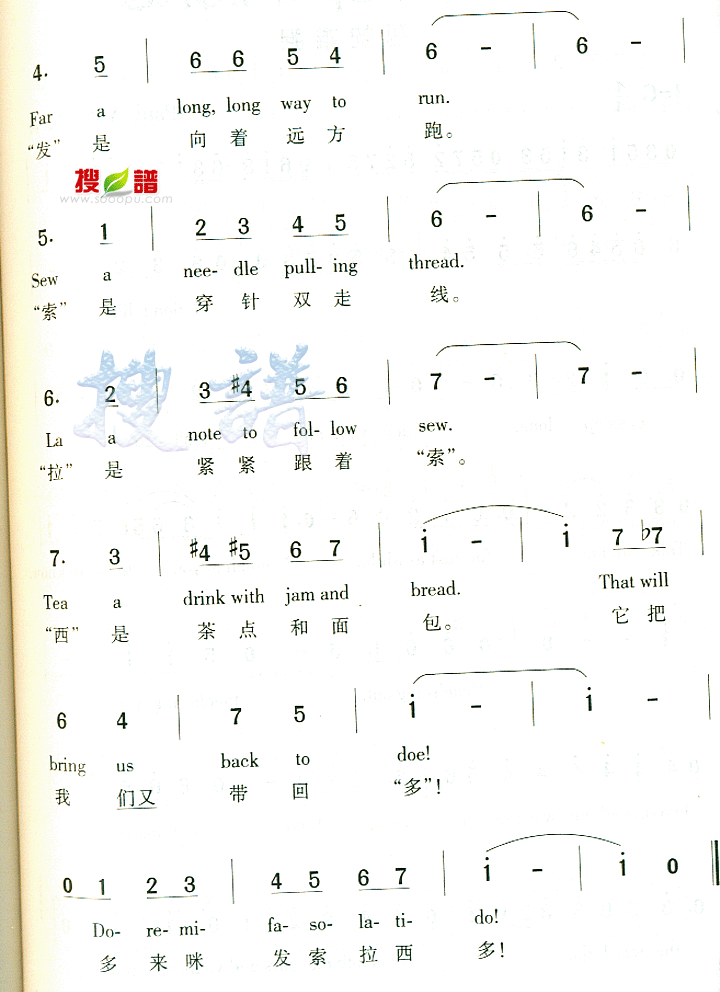 4. 5 | 6 6 5 4 | 6 - | 6 - |
Far a long, long way to run.
“发” 是 向 着 远 方 跑。
搜谱
www.sooopu.com
5. 1 | 2 3 4 5 | 6 - | 6 - |
Sew a nee- dle pull- ing thread.
“索” 是 穿 针 双 走 线。
搜譜
6. 2 | 3 #4 5 6 | 7 - | 7 - |
La a note to fol- low sew.
“拉” 是 紧 紧 跟 着 “索”。
7. 3 | #4 #5 6 7 | i - | i 7 ♭7 |
Tea a drink with jam and bread. That will
“西” 是 茶 点 和 面 包。 它 把
6 4 | 7 5 | i - | i - |
bring us back to doe!
我 们又 带 回 “多”!
0 1 2 3 | 4 5 6 7 | i - | i 0 ‖
Do- re- mi- fa- so- la- ti- do!
多 来 咪 发 索 拉 西 多!